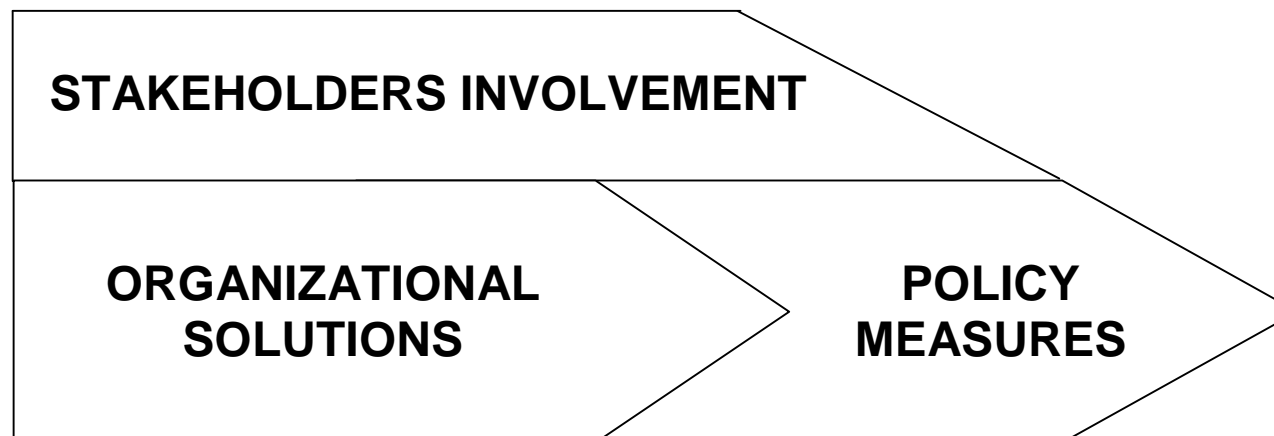 STAKEHOLDERS INVOLVEMENT
ORGANIZATIONAL
SOLUTIONS
POLICY
MEASURES